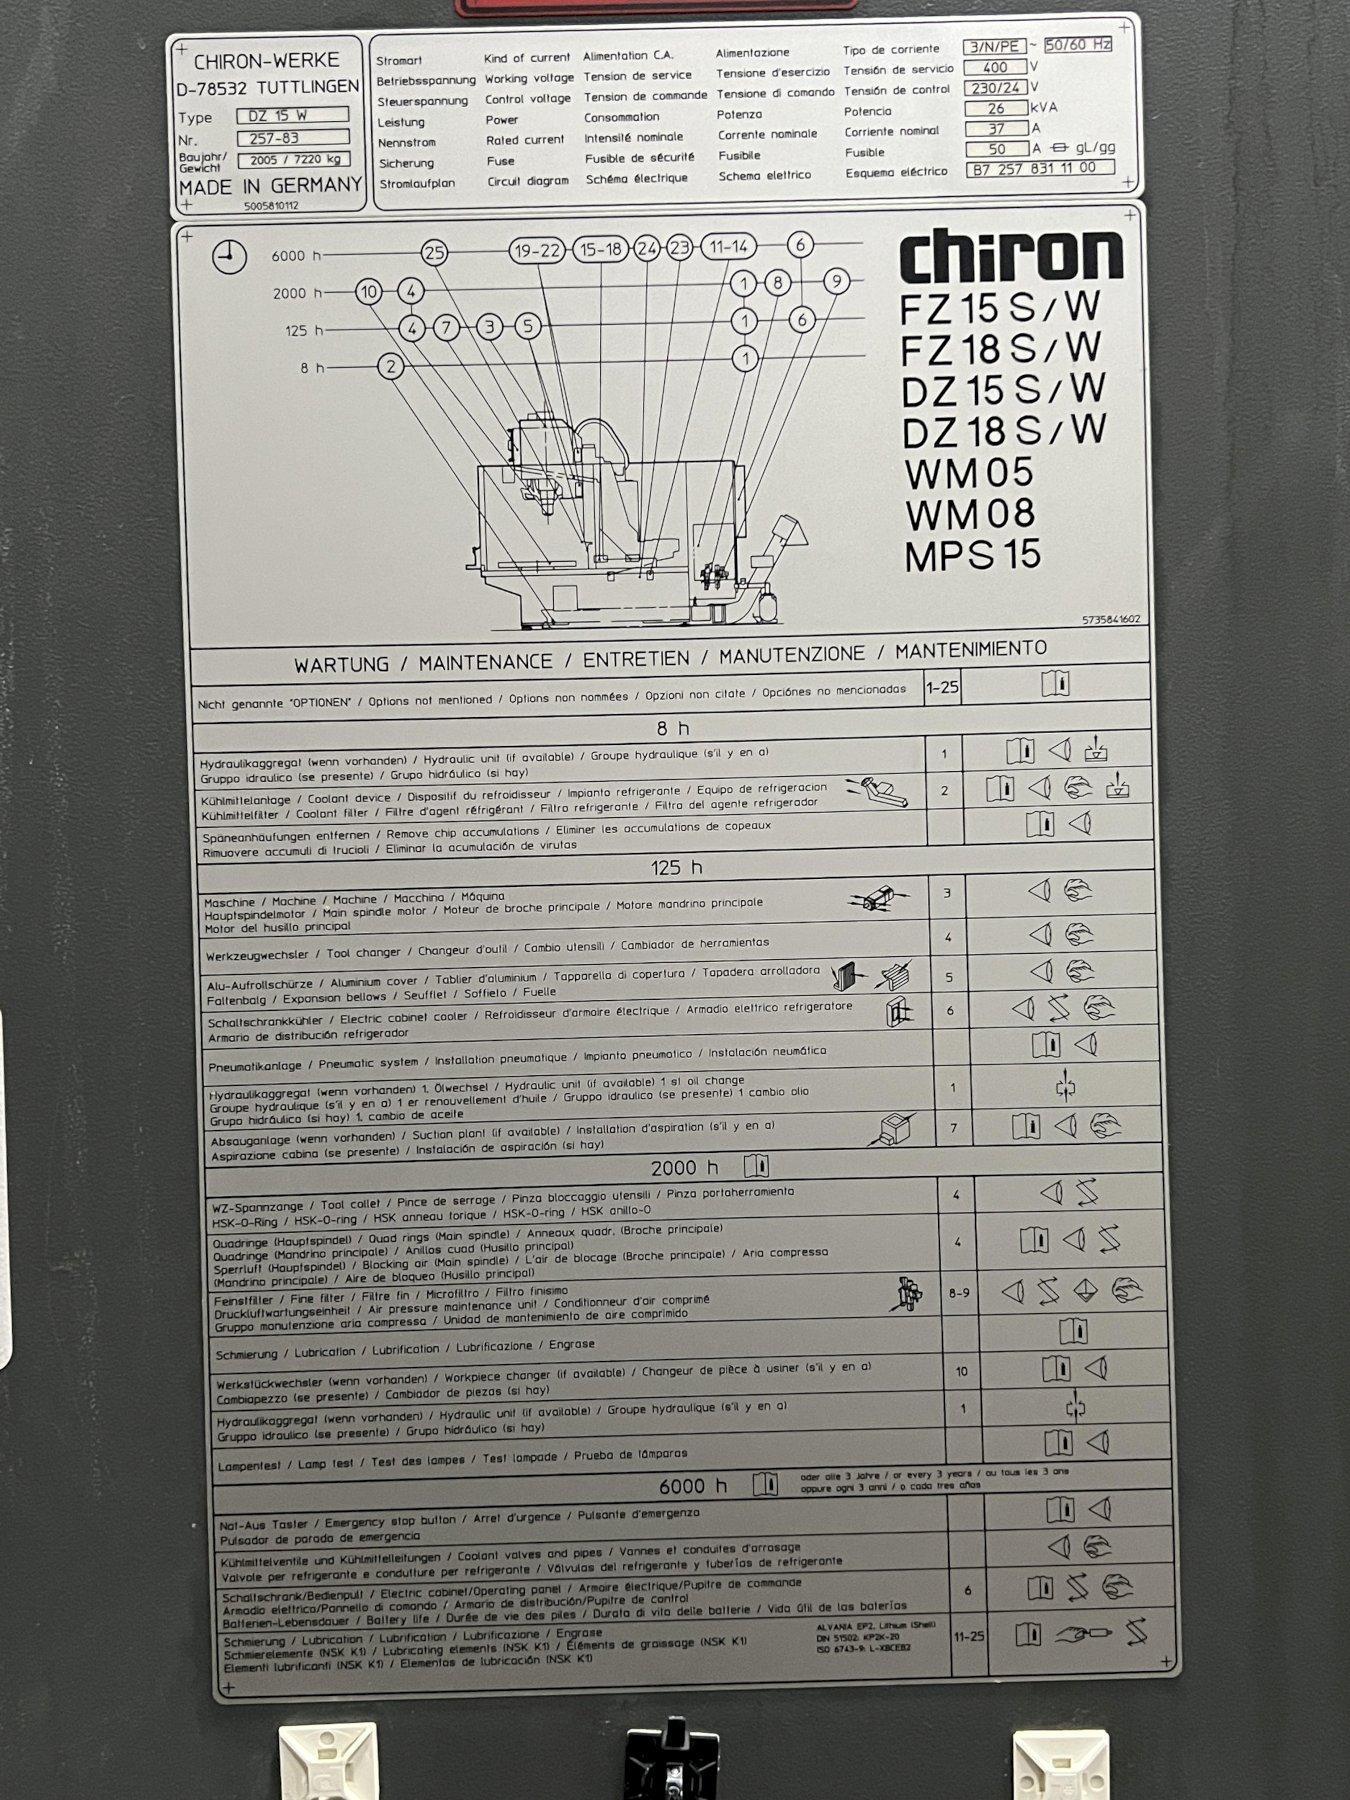 CHIRON-WERKE
D-78532 TUTTLINGEN
Type DZ 15 W
Nr. 257-83
Baujahr/
Gewicht 2005 / 7220 kg
MADE IN GERMANY
5005810112
Stromart Kind of current Alimentation C.A. Alimentazione Tipo de corriente 3/N/PE ~ 50/60 Hz
Betriebsspannung Working voltage Tension de service Tensione d'esercizio Tensión de servicio 400 V
Steuerspannung Control voltage Tension de commande Tensione di comando Tensión de control 230/24 V
Leistung Power Consommation Potenza Potencia 26 kVA
Nennstrom Rated current Intensité nominale Corrente nominale Corriente nominal 37 A
Sicherung Fuse Fusible de sécurité Fusibile Fusible 50 A gL/gg
Stromlaufplan Circuit diagram Schéma électrique Schema elettrico Esquema eléctrico B7 257 831 11 00
6000 h 25 19-22 15-18 24 23 11-14 6
2000 h 10 4 1 8 9
125 h 4 7 3 5 1 6
8 h 2 1
chiron
FZ 15 S/W
FZ 18 S/W
DZ 15 S/W
DZ 18 S/W
WM 05
WM 08
MPS 15
5735841602
WARTUNG / MAINTENANCE / ENTRETIEN / MANUTENZIONE / MANTENIMIENTO
Nicht genannte "OPTIONEN" / Options not mentioned / Options non nommées / Opzioni non citate / Opciónes no mencionadas 1-25
8 h
Hydraulikaggregat (wenn vorhanden) / Hydraulic unit (if available) / Groupe hydraulique (s'il y en a)
Gruppo idraulico (se presente) / Grupo hidráulico (si hay) 1
Kühlmittelanlage / Coolant device / Dispositif du refroidisseur / Impianto refrigerante / Equipo de refrigeracion
Kühlmittelfilter / Coolant filter / Filtre d'agent réfrigérant / Filtro refrigerante / Filtro del agente refrigerador 2
Späneanhäufungen entfernen / Remove chip accumulations / Eliminer les accumulations de copeaux
Rimuovere accumuli di trucioli / Eliminar la acumulación de virutas
125 h
Maschine / Machine / Machine / Macchina / Máquina
Hauptspindelmotor / Main spindle motor / Moteur de broche principale / Motore mandrino principale
Motor del husillo principal 3
Werkzeugwechsler / Tool changer / Changeur d'outil / Cambio utensili / Cambiador de herramientas 4
Alu-Aufrollschürze / Aluminium cover / Tablier d'aluminium / Tapparella di copertura / Tapadera arrolladora
Faltenbalg / Expansion bellows / Seufflet / Soffieto / Fuelle 5
Schaltschrankkühler / Electric cabinet cooler / Refroidisseur d'armoire électrique / Armadio elettrico refrigeratore
Armario de distribución refrigerador 6
Pneumatikanlage / Pneumatic system / Installation pneumatique / Impianto pneumatico / Instalación neumática
Hydraulikaggregat (wenn vorhanden) 1. Ölwechsel / Hydraulic unit (if available) 1 st oil change
Groupe hydraulique (s'il y en a) 1 er renouvellement d'huile / Gruppo idraulico (se presente) 1 cambio olio
Grupo hidráulico (si hay) 1. cambio de aceite 1
Absauganlage (wenn vorhanden) / Suction plant (if available) / Installation d'aspiration (s'il y en a)
Aspirazione cabina (se presente) / Instalación de aspiración (si hay) 7
2000 h
WZ-Spannzange / Tool collet / Pince de serrage / Pinza bloccaggio utensili / Pinza portaherramienta
HSK-O-Ring / HSK-O-ring / HSK anneau torique / HSK-O-ring / HSK anillo-O 4
Quadringe (Hauptspindel) / Quad rings (Main spindle) / Anneaux quadr. (Broche principale)
Quadringe (Mandrino principale) / Anillos cuad (Husillo principal)
Sperrluft (Hauptspindel) / Blocking air (Main spindle) / L'air de blocage (Broche principale) / Aria compressa
(Mandrino principale) / Aire de bloqueo (Husillo principal) 4
Feinstfilter / Fine filter / Filtre fin / Microfiltro / Filtro finisimo
Druckluftwartungseinheit / Air pressure maintenance unit / Conditionneur d'air comprimé
Gruppo manutenzione aria compressa / Unidad de mantenimiento de aire comprimido 8-9
Schmierung / Lubrication / Lubrification / Lubrificazione / Engrase
Werkstückwechsler (wenn vorhanden) / Workpiece changer (if available) / Changeur de pièce à usiner (s'il y en a)
Cambiapezzo (se presente) / Cambiador de piezas (si hay) 10
Hydraulikaggregat (wenn vorhanden) / Hydraulic unit (if available) / Groupe hydraulique (s'il y en a)
Gruppo idraulico (se presente) / Grupo hidráulico (si hay) 1
Lampentest / Lamp test / Test des lampes / Test lampade / Prueba de lámparas
6000 h oder alle 3 Jahre / or every 3 years / ou tous les 3 ans
oppure ogni 3 anni / o cada tres años
Not-Aus Taster / Emergency stop button / Arret d'urgence / Pulsante d'emergenza
Pulsador de parada de emergencia
Kühlmittelventile und Kühlmittelleitungen / Coolant valves and pipes / Vannes et conduites d'arrosage
Valvole per refrigerante e condutture per refrigerante / Válvulas del refrigerante y tuberías de refrigerante
Schaltschrank/Bedienpult / Electric cabinet/Operating panel / Armoire électrique/Pupitre de commande
Armadio elettrico/Pannello di comando / Armario de distribución/Pupitre de control
Batterien-Lebensdauer / Battery life / Durée de vie des piles / Durata di vita delle batterie / Vida útil de las baterías 6
Schmierung / Lubrication / Lubrification / Lubrificazione / Engrase
Schmierelemente (NSK K1) / Lubricating elements (NSK K1) / Éléments de graissage (NSK K1)
Elementi lubrificanti (NSK K1) / Elementos de lubricación (NSK K1)
ALVANIA EP2, Lithium (Shell)
DIN 51502: KP2K-20
ISO 6743-9: L-XBCEB2
11-25